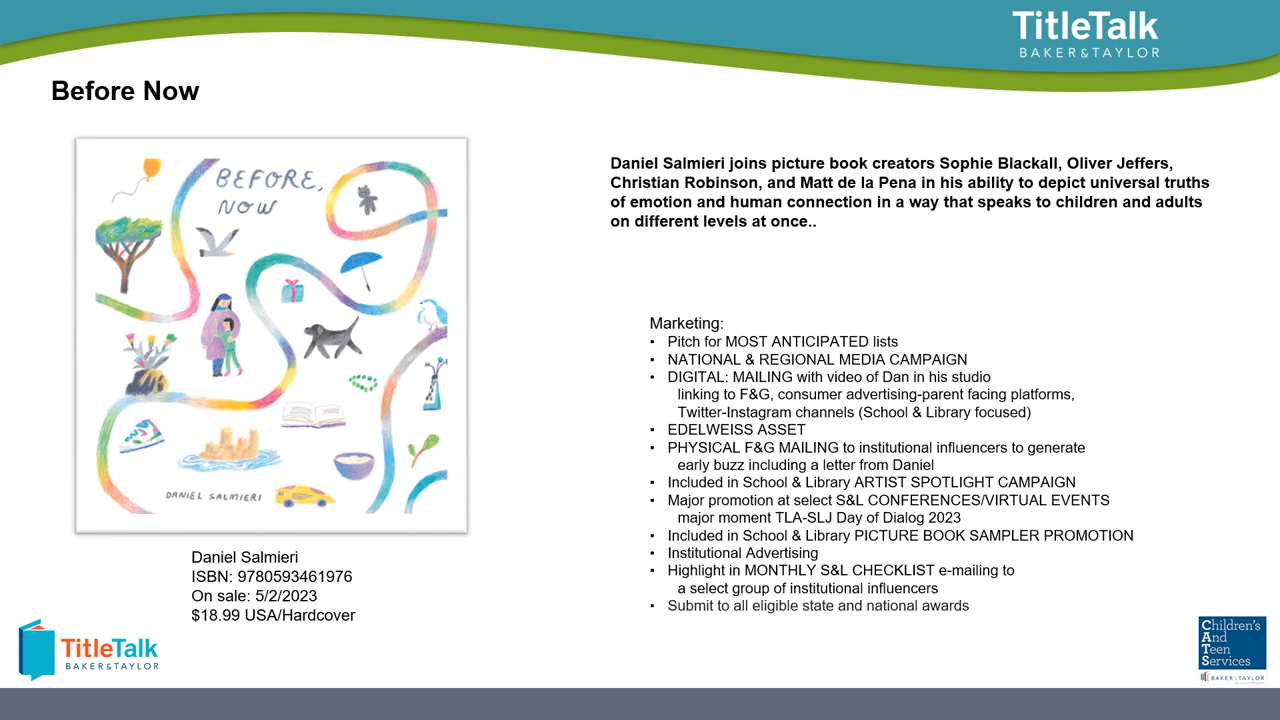 TitleTalk
BAKER & TAYLOR
Before Now
BEFORE,
NOW
DANIEL SALMIERI
Daniel Salmieri joins picture book creators Sophie Blackall, Oliver Jeffers,
Christian Robinson, and Matt de la Pena in his ability to depict universal truths
of emotion and human connection in a way that speaks to children and adults
on different levels at once..
Marketing:
• Pitch for MOST ANTICIPATED lists
• NATIONAL & REGIONAL MEDIA CAMPAIGN
• DIGITAL: MAILING with video of Dan in his studio
linking to F&G, consumer advertising-parent facing platforms,
Twitter-Instagram channels (School & Library focused)
• EDELWEISS ASSET
• PHYSICAL F&G MAILING to institutional influencers to generate
early buzz including a letter from Daniel
• Included in School & Library ARTIST SPOTLIGHT CAMPAIGN
• Major promotion at select S&L CONFERENCES/VIRTUAL EVENTS
major moment TLA-SLJ Day of Dialog 2023
• Included in School & Library PICTURE BOOK SAMPLER PROMOTION
• Institutional Advertising
• Highlight in MONTHLY S&L CHECKLIST e-mailing to
a select group of institutional influencers
• Submit to all eligible state and national awards
Daniel Salmieri
ISBN: 9780593461976
On sale: 5/2/2023
$18.99 USA/Hardcover
TitleTalk
BAKER & TAYLOR
Children's
And
Teen
Services
BAKER & TAYLOR